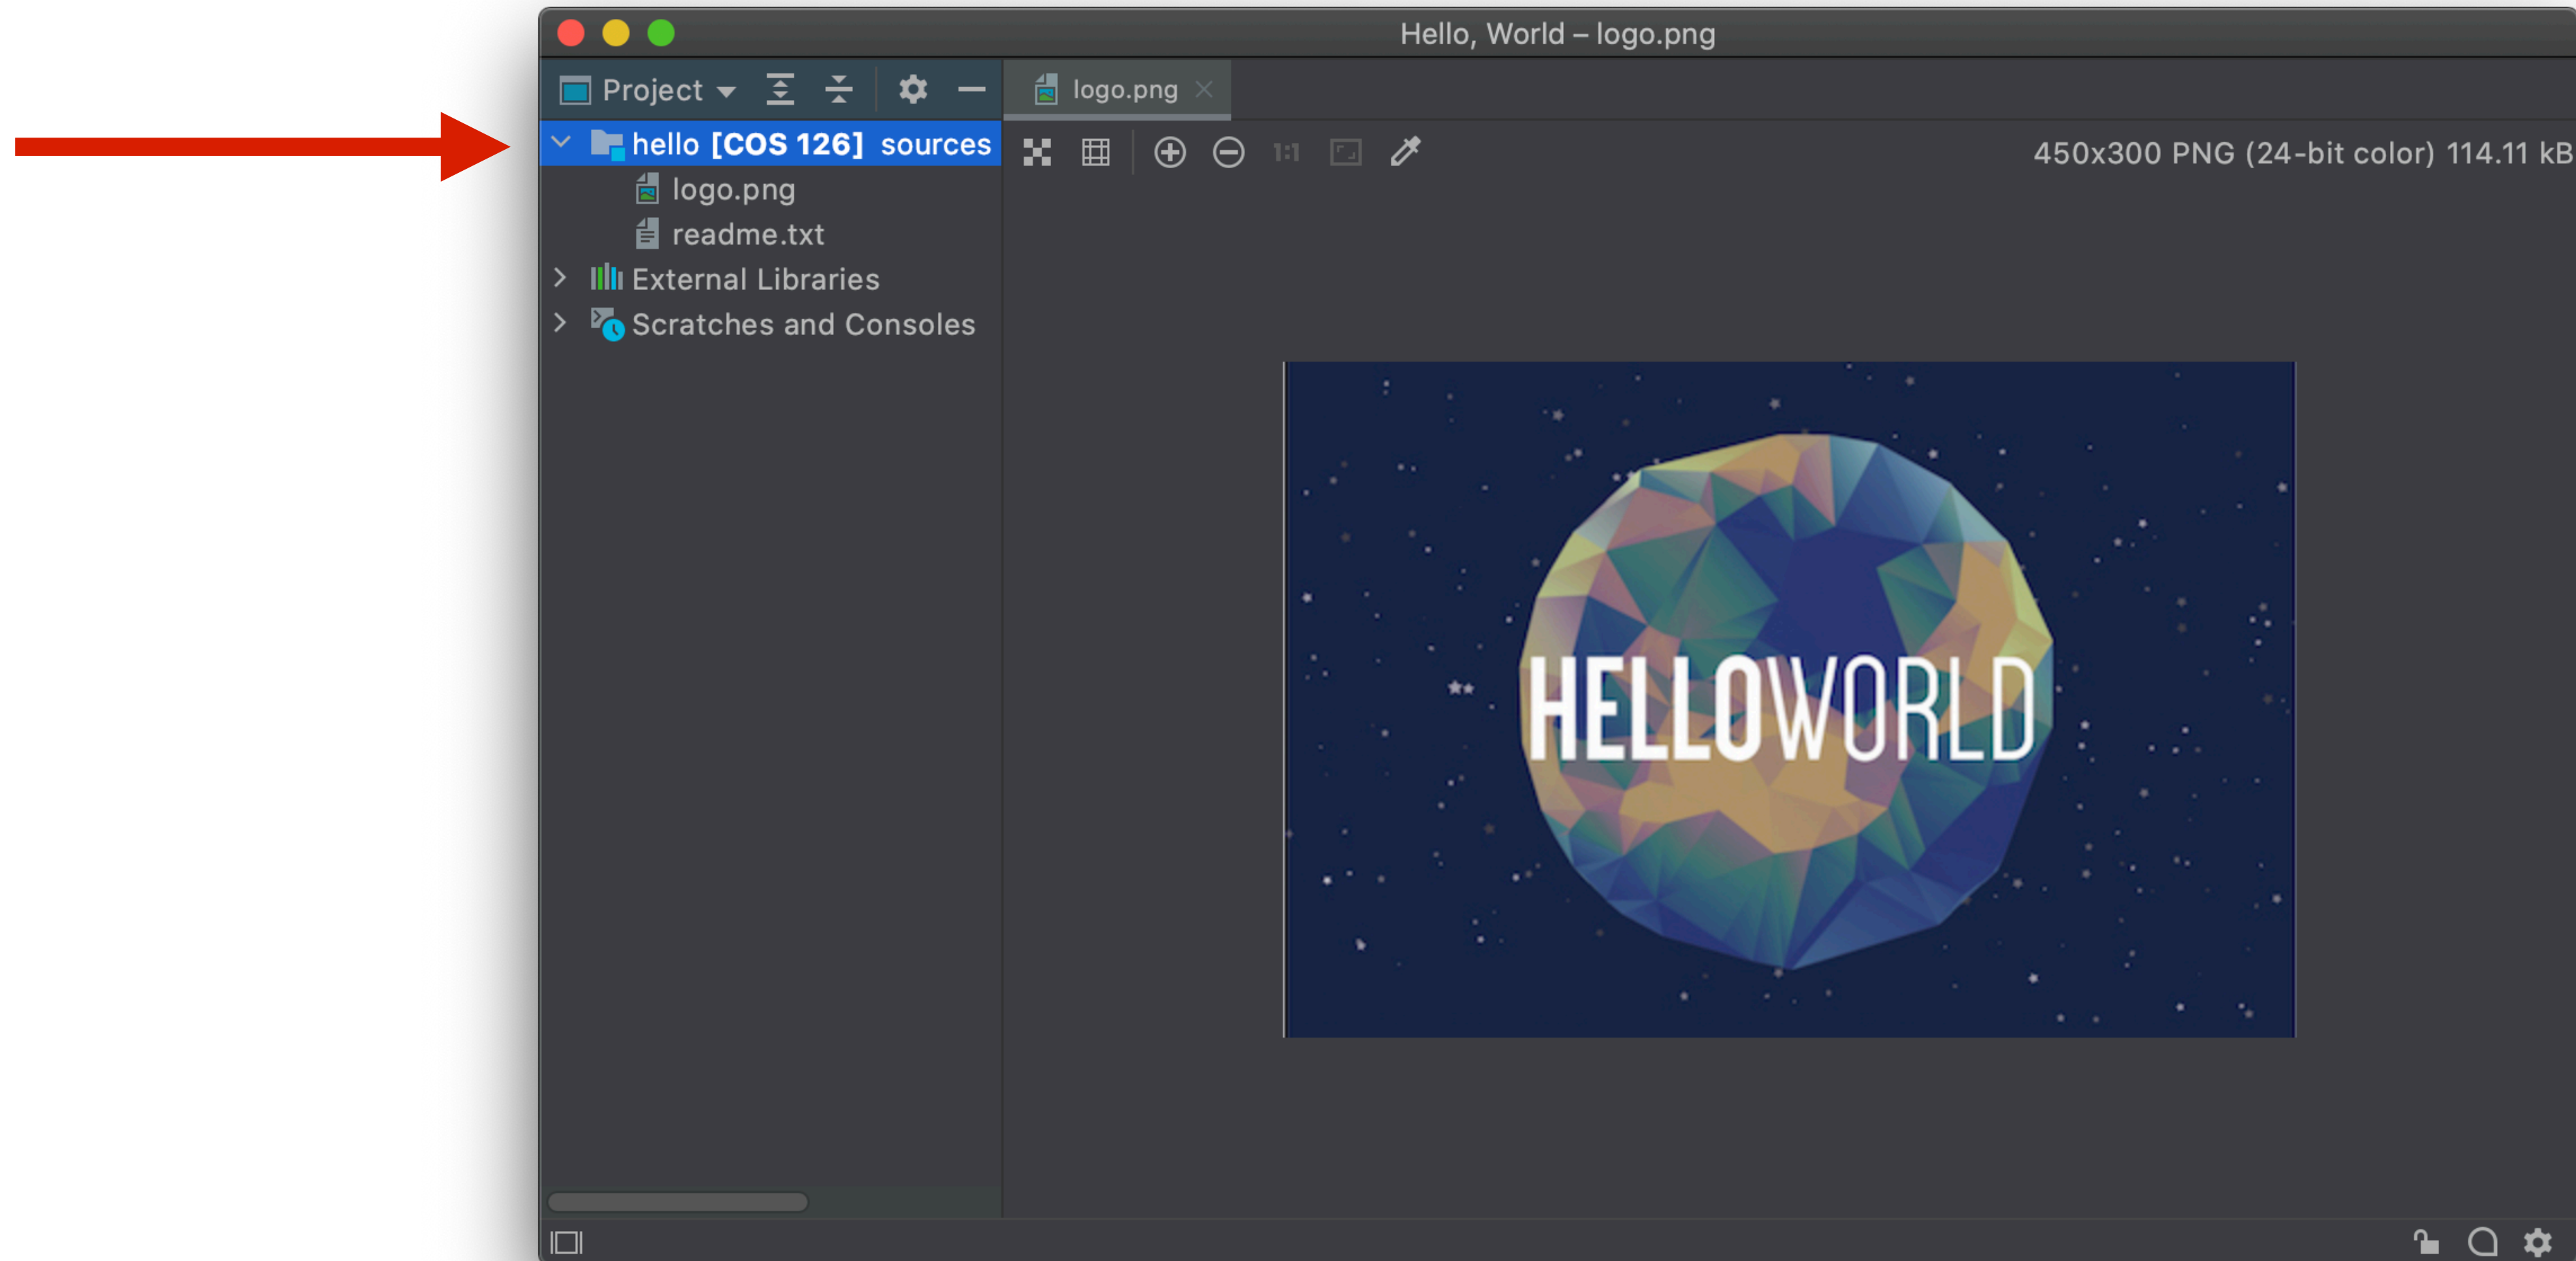 Hello, World – logo.png
Project
logo.png
hello [COS 126] sources
1:1
450x300 PNG (24-bit color) 114.11 kB
logo.png
readme.txt
External Libraries
Scratches and Consoles
HELLOWORLD